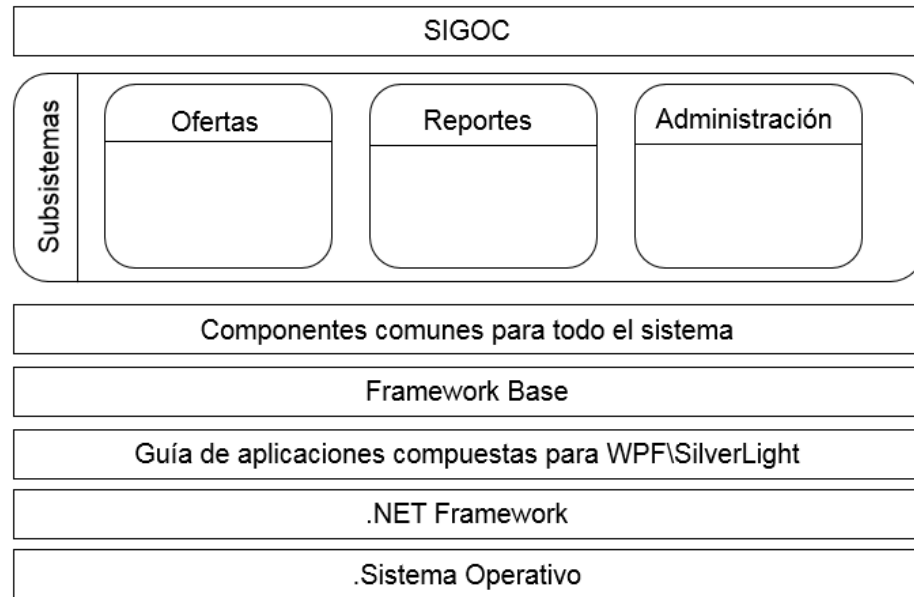 SIGOC
Subsistemas
Ofertas
Reportes
Administración
Componentes comunes para todo el sistema
Framework Base
Guía de aplicaciones compuestas para WPF\SilverLight
.NET Framework
.Sistema Operativo